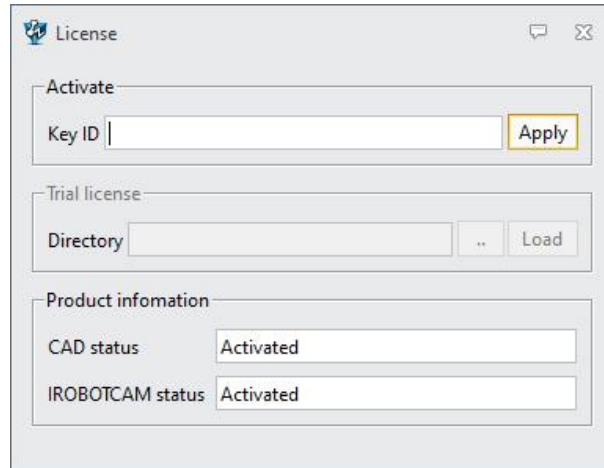 License
Activate
Key ID Apply
Trial license
Directory .. Load
Product infomation
CAD status Activated
IROBOTCAM status Activated